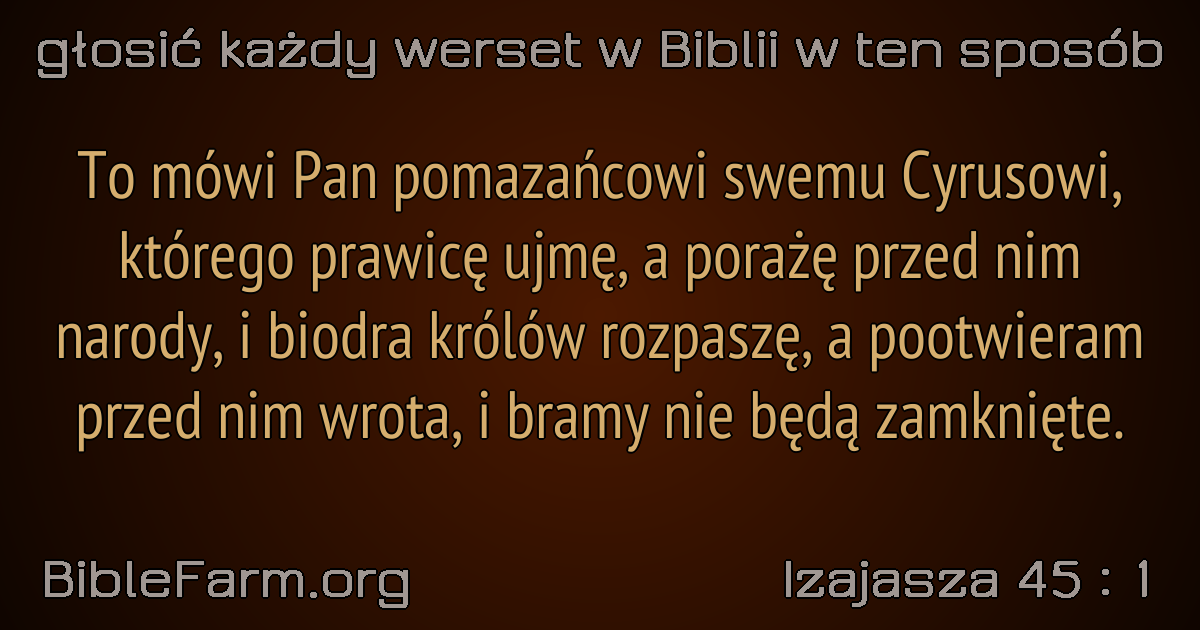 głosić każdy werset w Biblii w ten sposób
To mówi Pan pomazańcowi swemu Cyrusowi,
którego prawicę ujmę, a porażę przed nim
narody, i biodra królów rozpaszę, a pootwieram
przed nim wrota, i bramy nie będą zamknięte.
BibleFarm.org
Izajasza 45 : 1